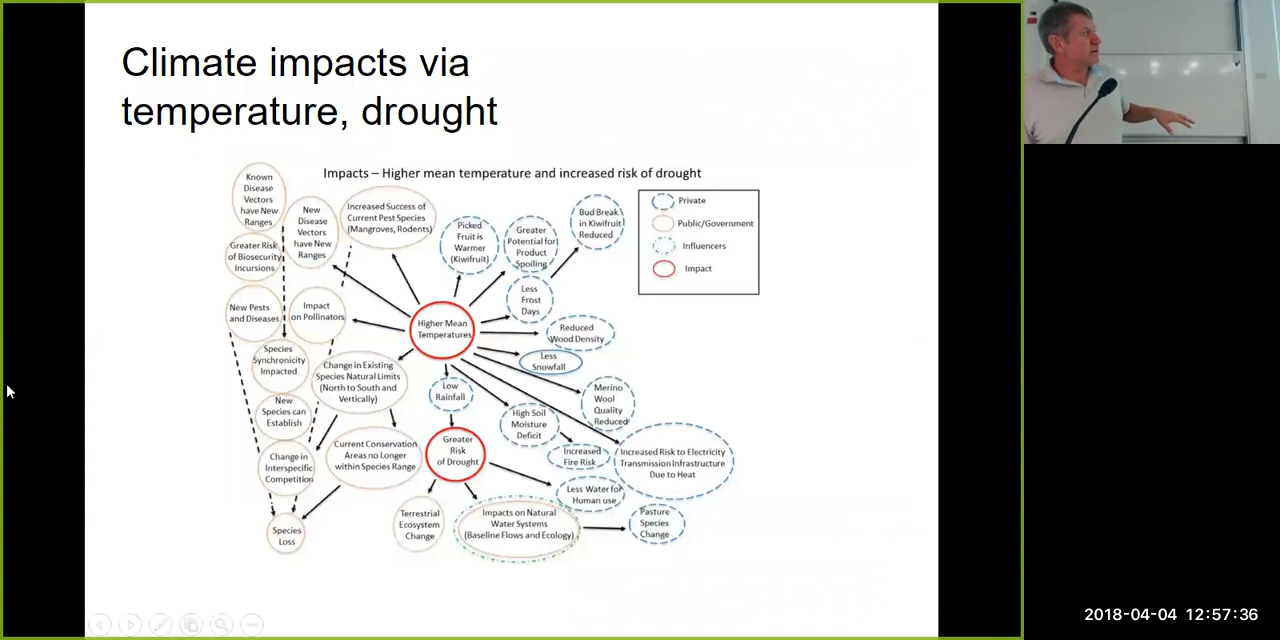 Climate impacts via
temperature, drought
Impacts – Higher mean temperature and increased risk of drought
Known
Disease
Vectors
have New
Ranges
New
Disease
Vectors
have New
Ranges
Increased Success of
Current Pest Species
(Mangroves, Rodents)
Picked
Fruit is
Warmer
(Kiwifruit)
Greater
Potential for
Product
Spoiling
Bud Break
in Kiwifruit
Reduced
Private
Public/Government
Influencers
Impact
Greater Risk
of Biosecurity
Incursions
Less
Frost
Days
New Pests
and Diseases
Impact
on Pollinators
Higher Mean
Temperatures
Reduced
Wood Density
Species
Synchronicity
Impacted
Change in Existing
Species Natural Limits
(North to South and
Vertically)
Less
Snowfall
Low
Rainfall
Merino
Wool
Quality
Reduced
New
Species can
Establish
High Soil
Moisture
Deficit
Current Conservation
Areas no Longer
within Species Range
Greater
Risk
of Drought
Increased
Fire Risk
Increased Risk to Electricity
Transmission Infrastructure
Due to Heat
Change in
Interspecific
Competition
Less Water for
Human use
Species
Loss
Terrestrial
Ecosystem
Change
Impacts on Natural
Water Systems
(Baseline Flows and Ecology)
Pasture
Species
Change
2018-04-04 12:57:36